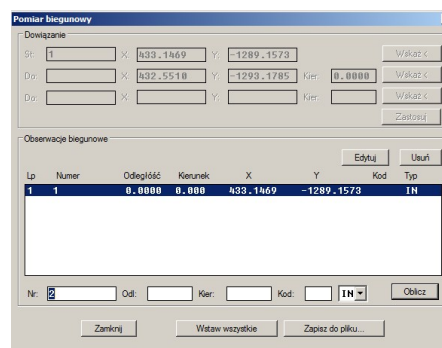 Pomiar biegunowy
Dowiązanie
St: 1 X: 433.1469 Y: -1289.1573 Wskaż <
Do: X: 432.5510 Y: -1293.1785 Kier: 0.0000 Wskaż <
Do: X: Y: Kier: Wskaż <
Zastosuj
Obserwacje biegunowe
Edytuj Usuń
Lp Numer Odległość Kierunek X Y Kod Typ
1 1 0.0000 0.000 433.1469 -1289.1573 IN
Nr: 2 Odl: Kier: Kod: IN Oblicz
Zamknij Wstaw wszystkie Zapisz do pliku...